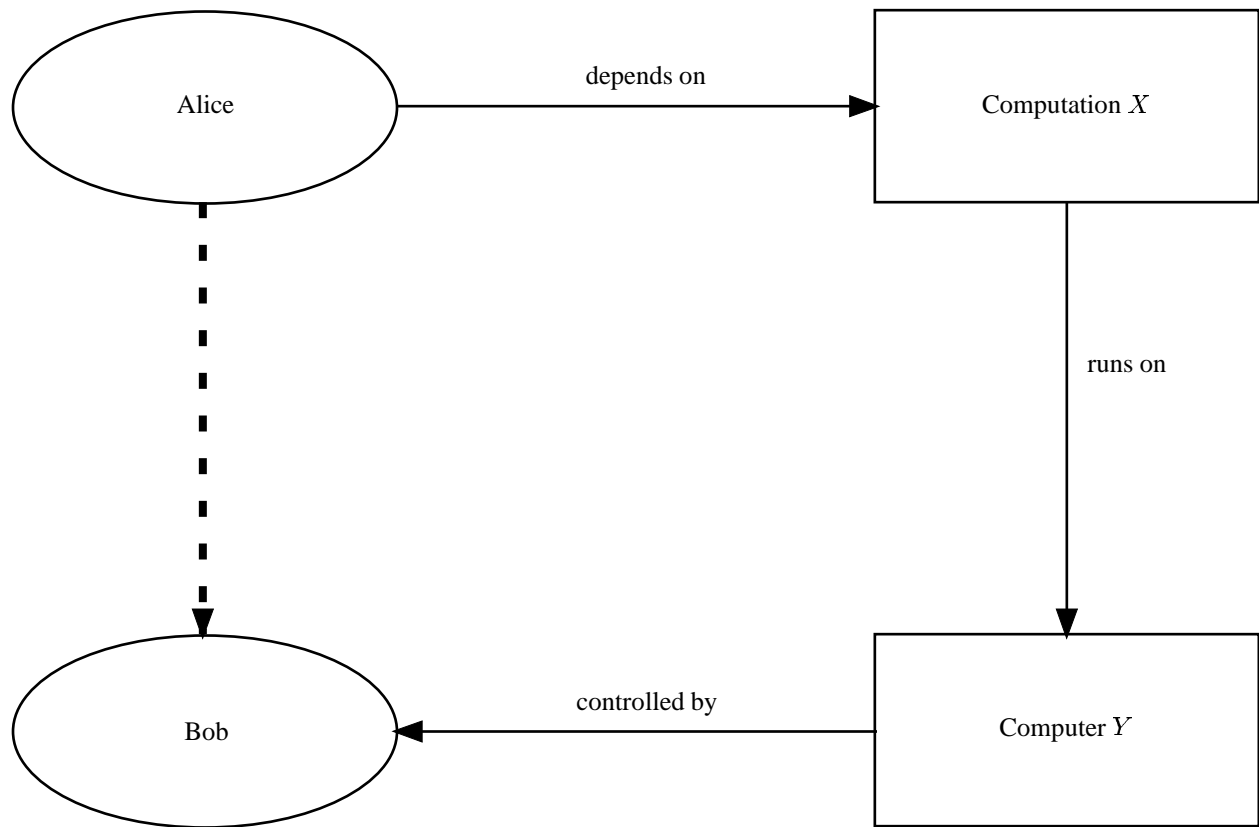 depends on
Alice
Computation X
runs on
controlled by
Bob
Computer Y